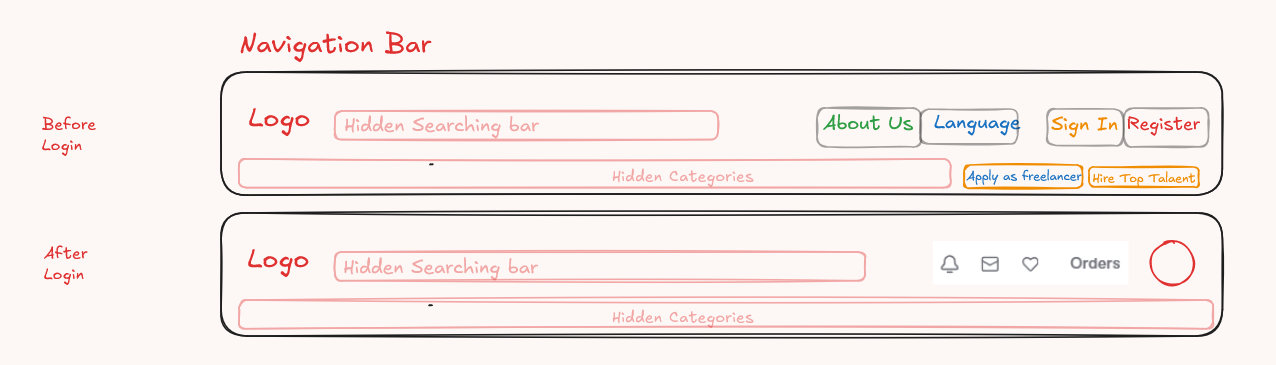 Navigation Bar
Before
Login
Logo
Hidden Searching bar
About Us
Language
Sign In
Register
Hidden Categories
Apply as freelancer
Hire Top Talaent
After
Login
Logo
Hidden Searching bar
Orders
Hidden Categories